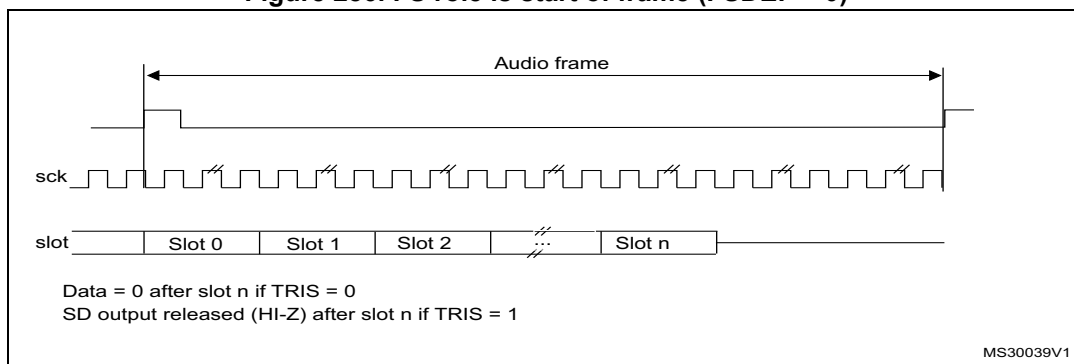 Audio frame
sck
slot
Slot 0
Slot 1
Slot 2
...
Slot n
Data = 0 after slot n if TRIS = 0
SD output released (HI-Z) after slot n if TRIS = 1
MS30039V1